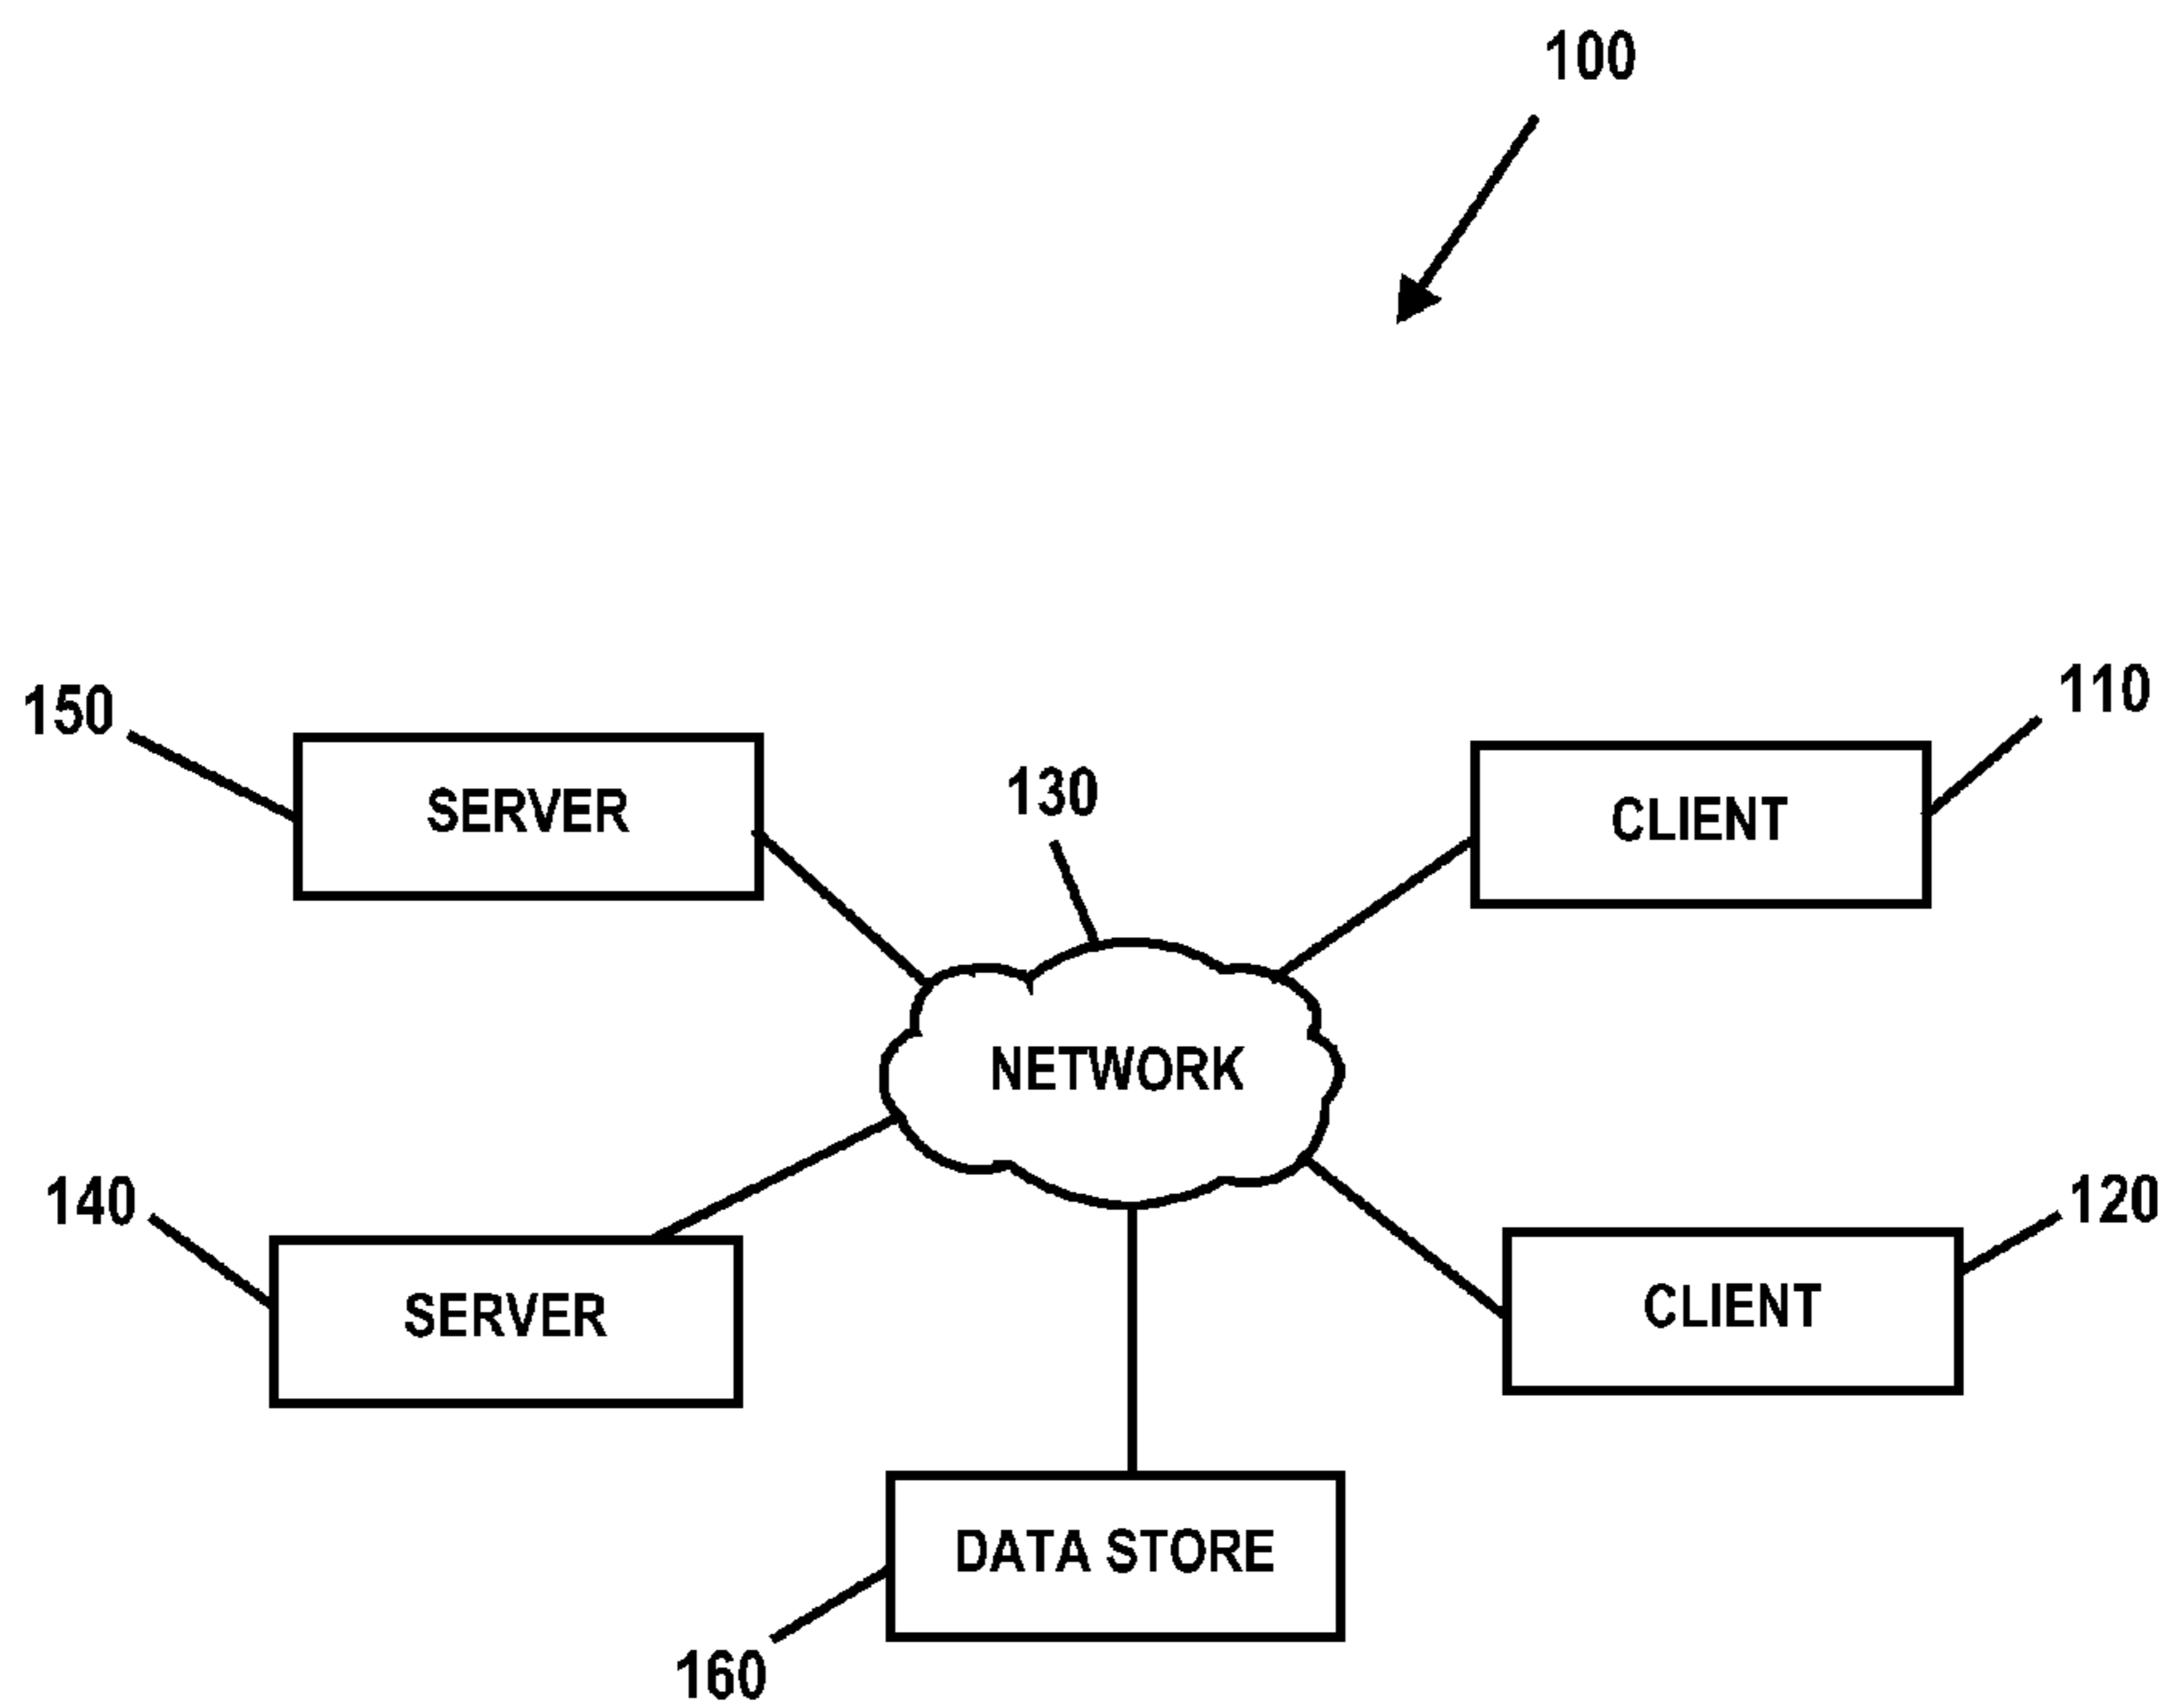 100
150
110
SERVER
130
CLIENT
NETWORK
140
120
SERVER
CLIENT
DATA STORE
160